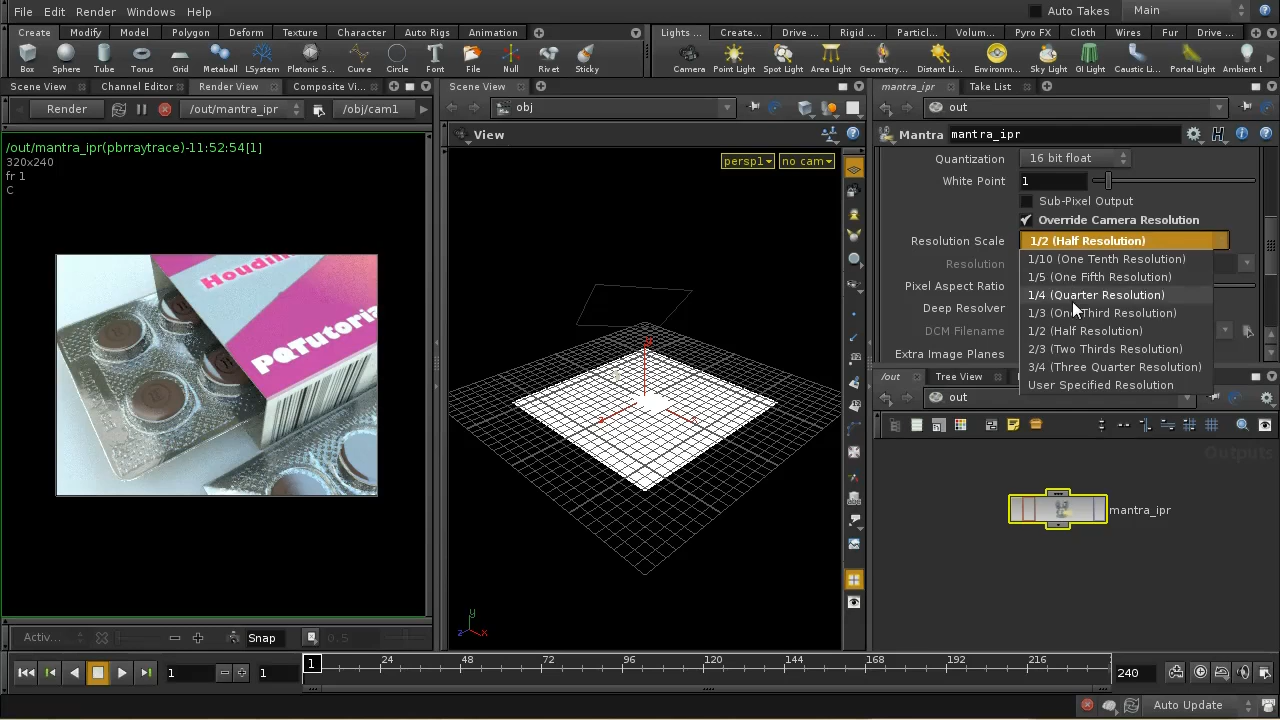 File Edit Render Windows Help Auto Takes Main
Create Modify Model Polygon Deform Texture Character Auto Rigs Animation Lights ... Create... Drive ... Rigid ... Particl... Volum... Pyro FX Cloth Wires Fur Drive ...
Box Sphere Tube Torus Grid Metaball LSystem Platonic S... Curve Circle Font File Null Rivet Sticky Camera Point Light Spot Light Area Light Geometry... Distant Li... Environm... Sky Light GI Light Caustic Li... Portal Light Ambient L
Scene View Channel Editor Render View Composite Vi... Scene View mantra_ipr Take List
Render /out/mantra_ipr /obj/cam1 obj out
View Mantra mantra_ipr
/out/mantra_ipr(pbrraytrace)-11:52:54[1]
320x240
fr 1
C
persp1 no cam
Quantization 16 bit float
White Point 1
Sub-Pixel Output
Override Camera Resolution
Resolution Scale 1/2 (Half Resolution)
1/10 (One Tenth Resolution)
Resolution
1/5 (One Fifth Resolution)
Pixel Aspect Ratio
1/4 (Quarter Resolution)
Deep Resolver
1/3 (One Third Resolution)
DCM Filename
1/2 (Half Resolution)
Extra Image Planes
2/3 (Two Thirds Resolution)
3/4 (Three Quarter Resolution)
User Specified Resolution
Houdini
PQTutoria
/out Tree View
out
Outputs
mantra_ipr
y
z x
Activ... Snap 0.5
1 1 1 24 48 72 96 120 144 168 192 216 240
Auto Update